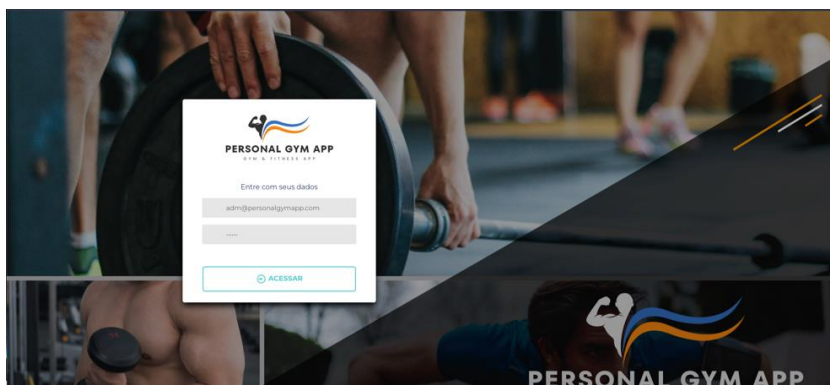 PERSONAL GYM APP
GYM & FITNESS APP
Entre com seus dados
adm@personalgymapp.com
----
ACESSAR
PERSONAL GYM APP